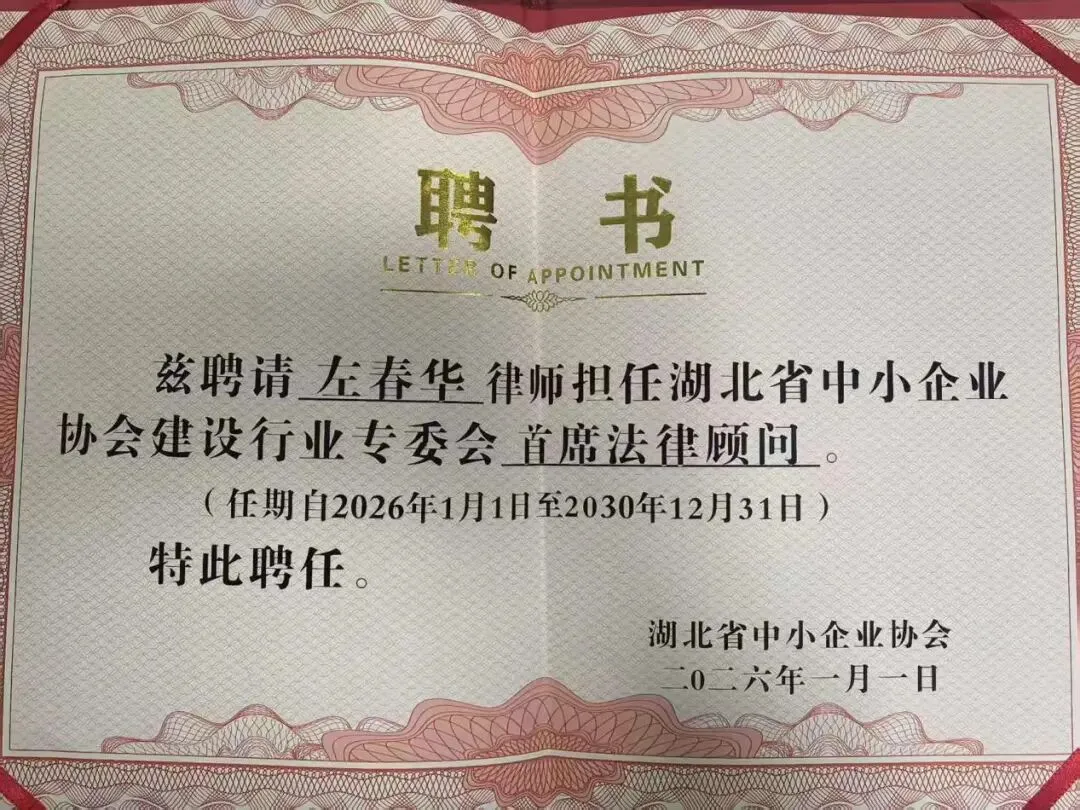 聘 书
LETTER OF APPOINTMENT
兹聘请 左春华 律师担任湖北省中小企业
协会建设行业专委会 首席法律顾问 。
（任期自2026年1月1日至2030年12月31日）
特此聘任。
湖北省中小企业协会
二0二六年一月一日